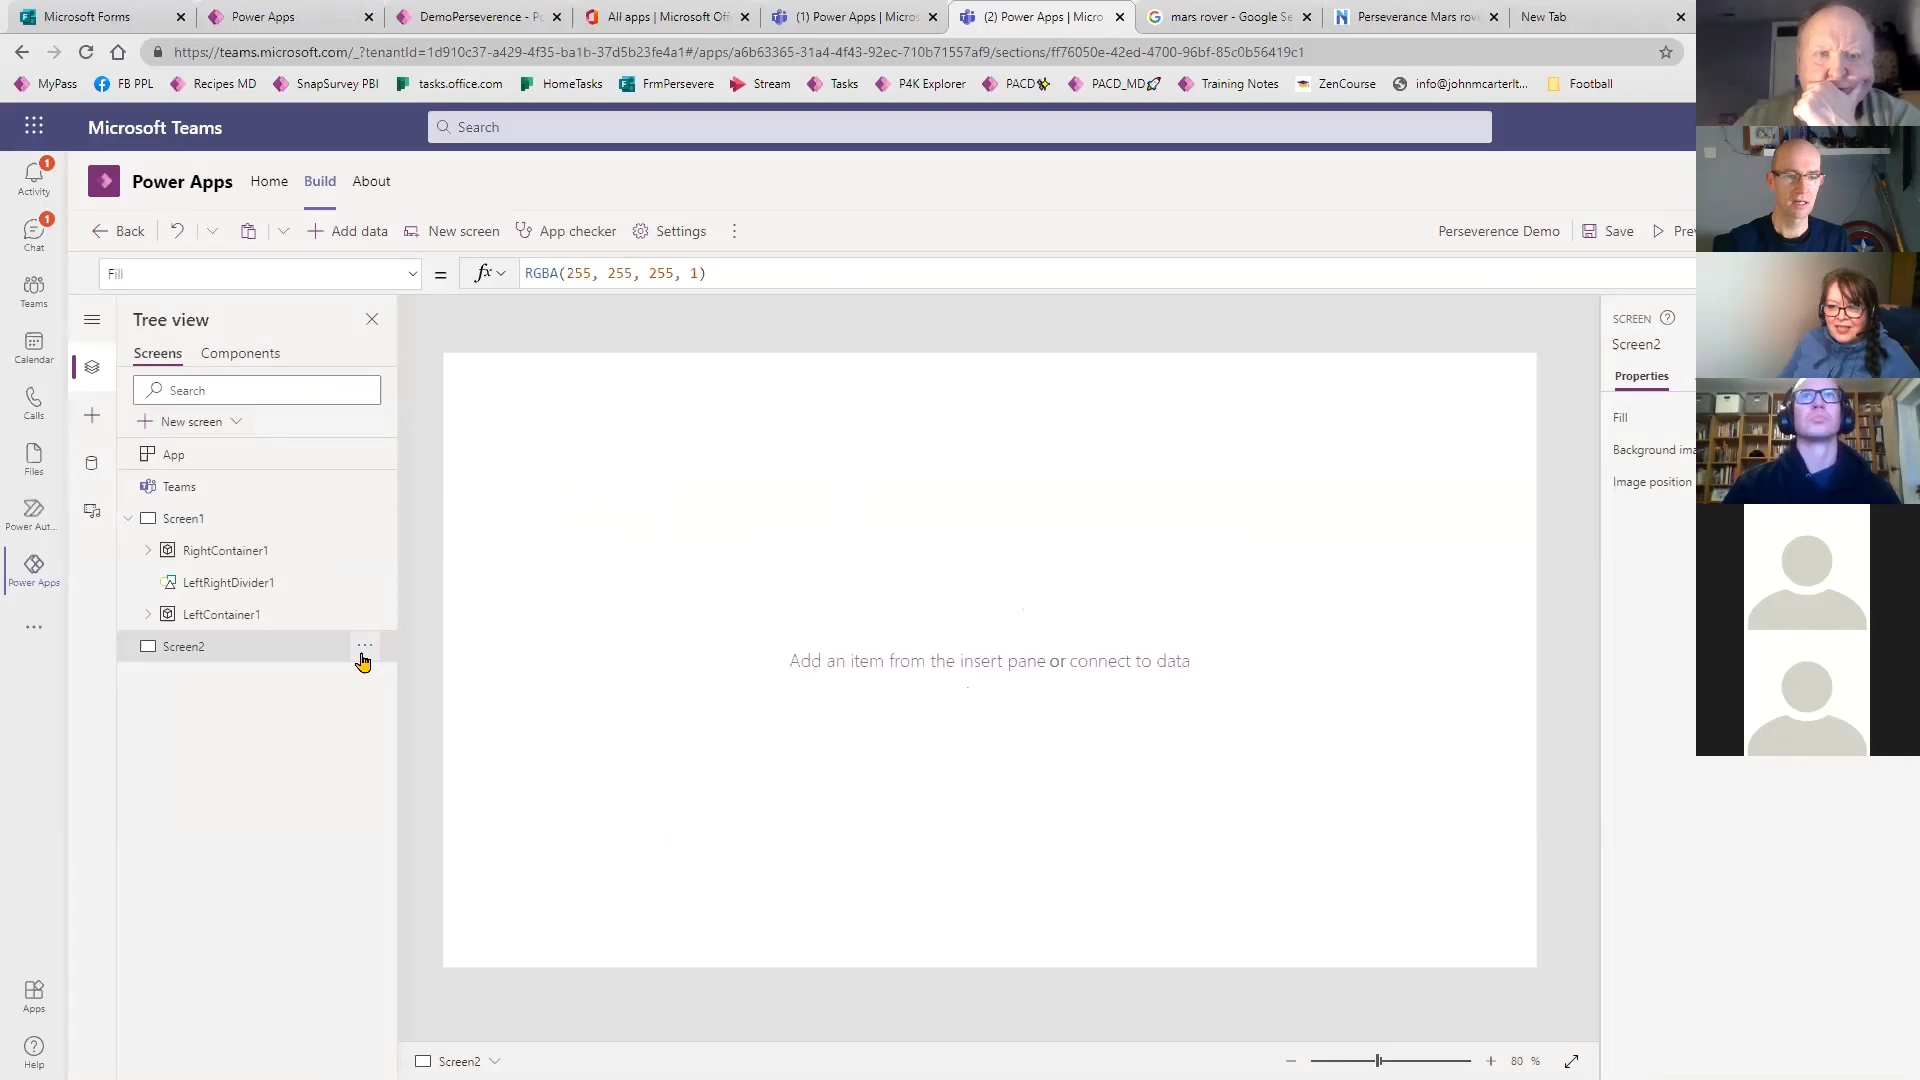 Microsoft Forms
Power Apps
DemoPerseverence - P
All apps | Microsoft Off
(1) Power Apps | Micros
(2) Power Apps | Micro
mars rover - Google Se
Perseverance Mars rov
New Tab
https://teams.microsoft.com/_?tenantId=1d910c37-a429-4f35-ba1b-37d5b23fe4a1#/apps/a6b63365-31a4-4f43-92ec-710b71557af9/sections/ff76050e-42ed-4700-96bf-85c0b56419c1
MyPass
FB PPL
Recipes MD
SnapSurvey PBI
tasks.office.com
HomeTasks
FrmPersevere
Stream
Tasks
P4K Explorer
PACD
PACD_MD
Training Notes
ZenCourse
info@johnmcarterlt...
Football
Microsoft Teams
Search
Activity
1
Chat
1
Teams
Calendar
Calls
Files
Power Aut...
Power Apps
Apps
Help
Power Apps
Home
Build
About
Back
Add data
New screen
App checker
Settings
Perseverence Demo
Save
Pre
Fill
=
fx
RGBA(255, 255, 255, 1)
Tree view
Screens
Components
Search
New screen
App
Teams
Screen1
RightContainer1
LeftRightDivider1
LeftContainer1
Screen2
Add an item from the insert pane or connect to data
SCREEN
Screen2
Properties
Fill
Background ima
Image position
Screen2
80 %